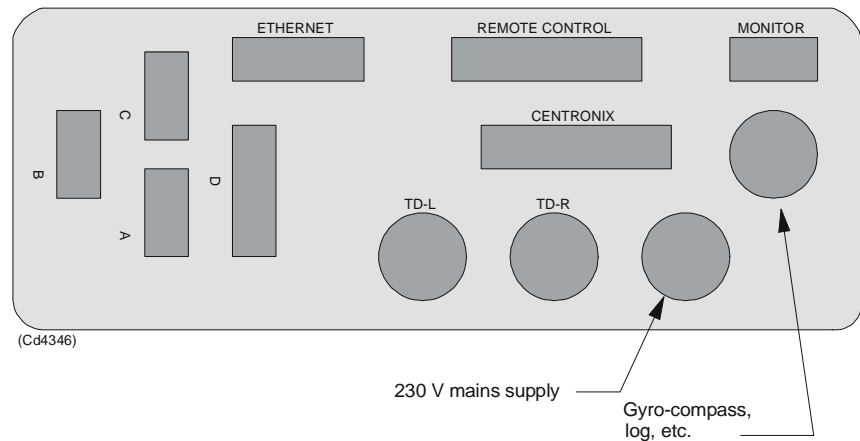 ETHERNET
REMOTE CONTROL
MONITOR
C
CENTRONIX
B
D
A
TD-L
TD-R
(Cd4346)
230 V mains supply
Gyro-compass,
log, etc.